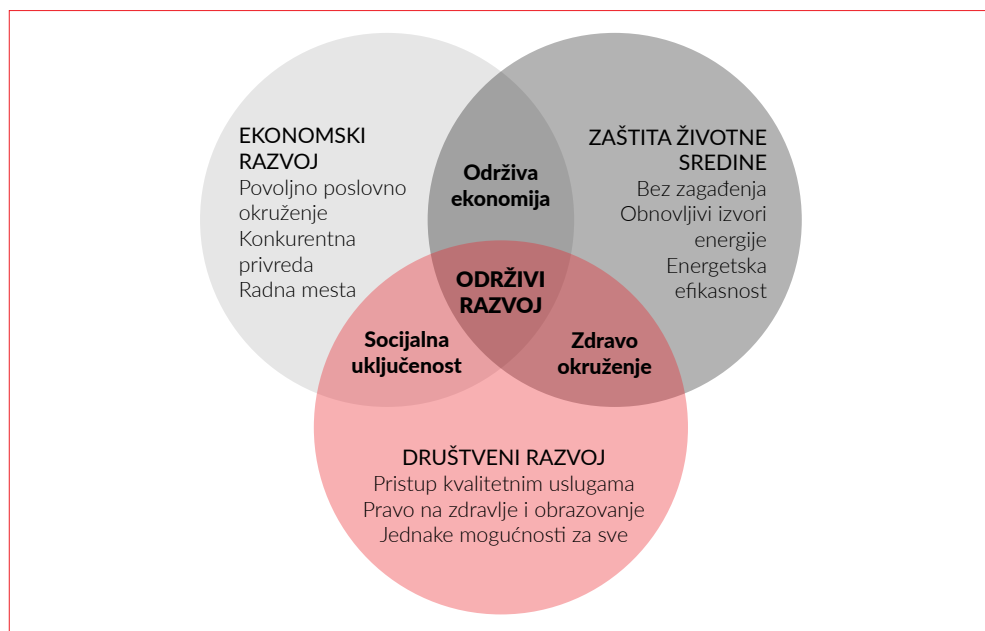 EKONOMSKI
RAZVOJ
Povoljno poslovno
okruženje
Konkurentna
privreda
Radna mesta
Održiva
ekonomija
ZAŠTITA ŽIVOTNE
SREDINE
Bez zagađenja
Obnovljivi izvori
energije
Energetska
efikasnost
ODRŽIVI
RAZVOJ
Socijalna
uključenost
Zdravo
okruženje
DRUŠTVENI RAZVOJ
Pristup kvalitetnim uslugama
Pravo na zdravlje i obrazovanje
Jednake mogućnosti za sve